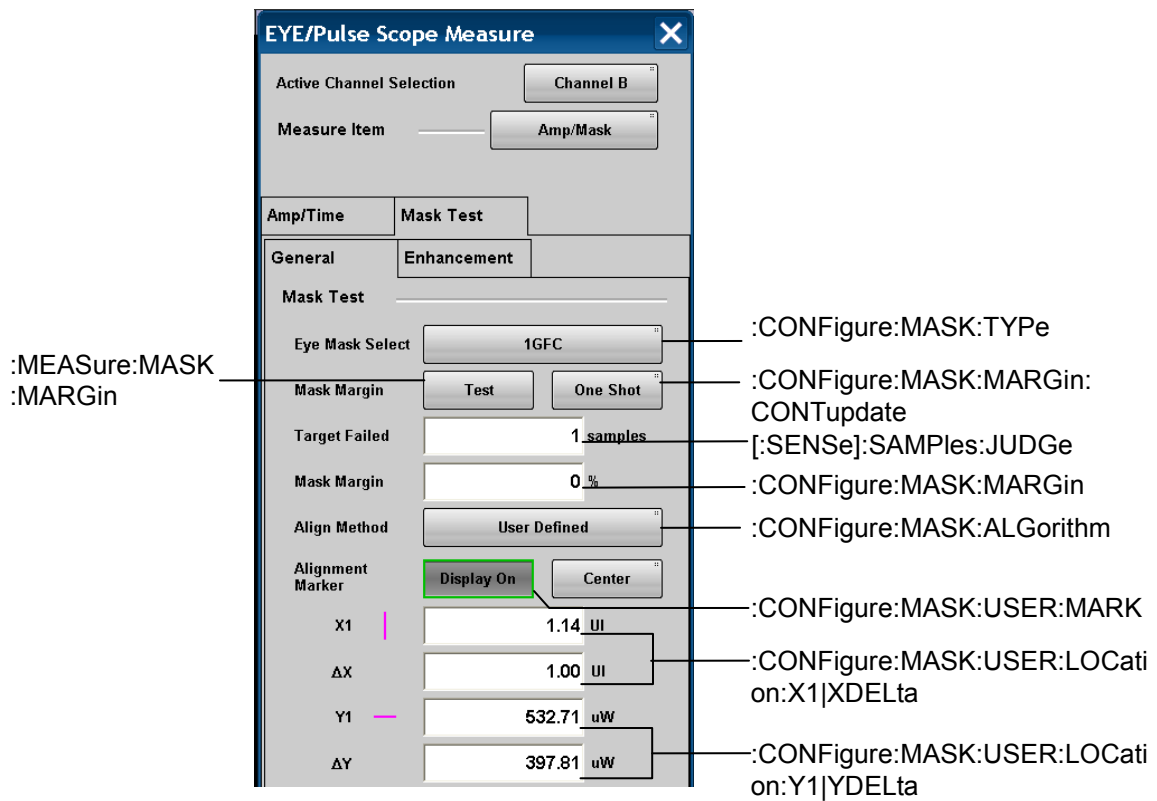 EYE/Pulse Scope Measure
Active Channel Selection Channel B
Measure Item Amp/Mask
Amp/Time Mask Test
General Enhancement
Mask Test
Eye Mask Select 1GFC
Mask Margin Test One Shot
Target Failed 1 samples
Mask Margin 0 %
Align Method User Defined
Alignment
Marker
Display On Center
X1 1.14 UI
ΔX 1.00 UI
Y1 532.71 uW
ΔY 397.81 uW
:MEASure:MASK
:MARGin
:CONFigure:MASK:TYPe
:CONFigure:MASK:MARGin:
CONTupdate
[:SENSe]:SAMPles:JUDGe
:CONFigure:MASK:MARGin
:CONFigure:MASK:ALGorithm
:CONFigure:MASK:USER:MARK
:CONFigure:MASK:USER:LOCati
on:X1|XDELta
:CONFigure:MASK:USER:LOCati
on:Y1|YDELta